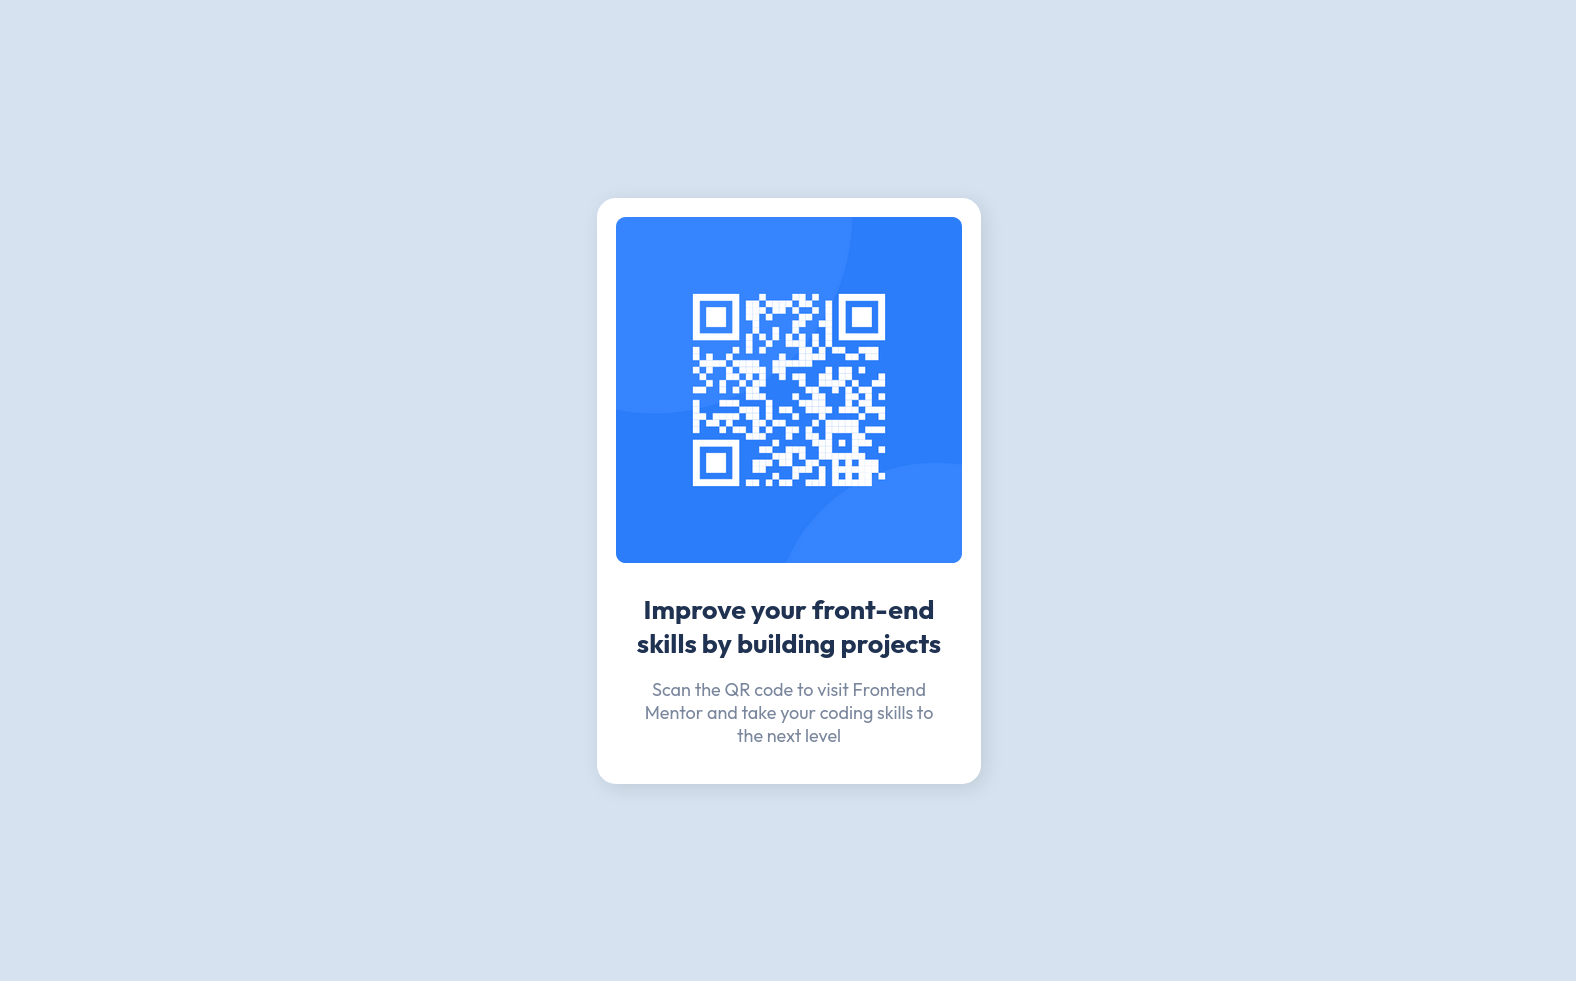 Improve your front-end
skills by building projects
Scan the QR code to visit Frontend
Mentor and take your coding skills to
the next level